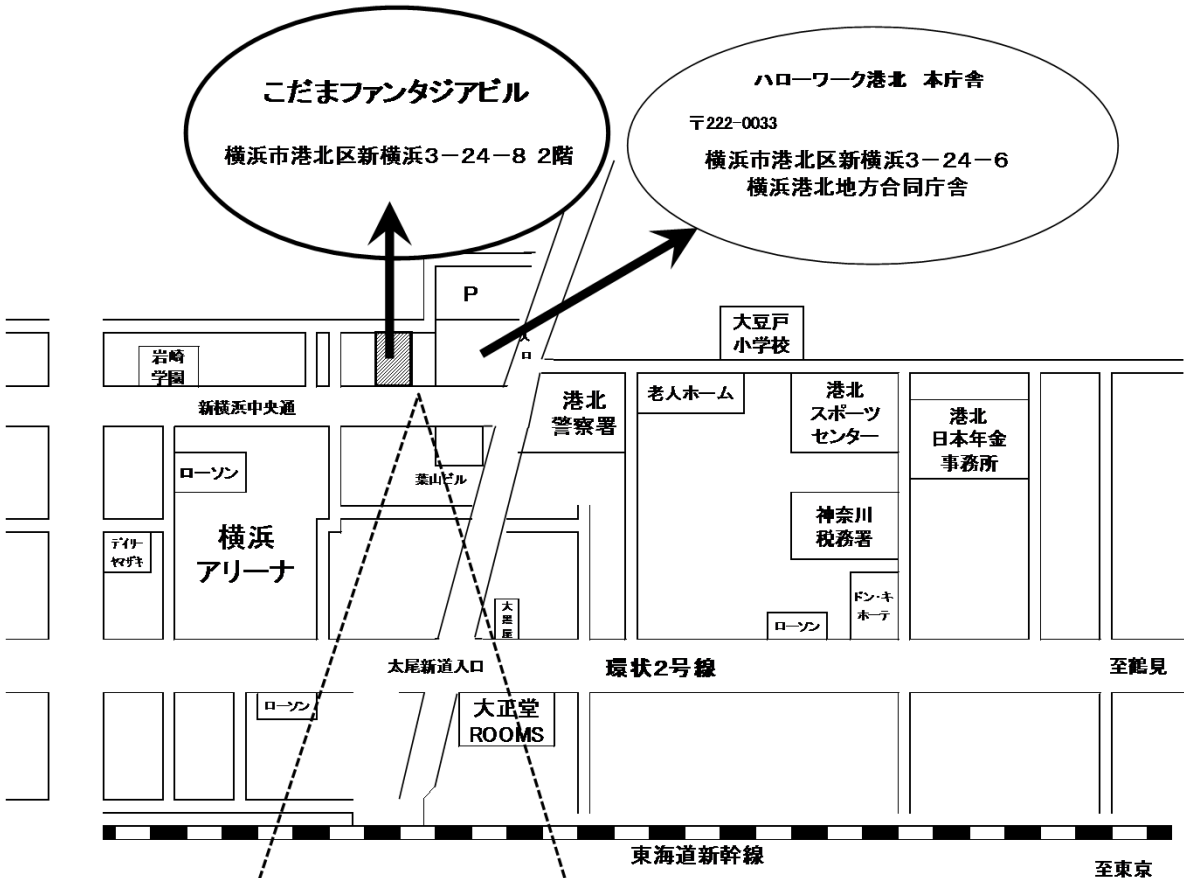 こだまファンタジアビル
横浜市港北区新横浜3-24-8 2階
ハローワーク港北 本庁舎
〒222-0033
横浜市港北区新横浜3-24-6
横浜港北地方合同庁舎
P
入口
大豆戸
小学校
岩崎
学園
新横浜中央通
港北
警察署
老人ホーム
港北
スポーツ
センター
港北
日本年金
事務所
ローソン
葉山ビル
デイリー
ヤマザキ
横浜
アリーナ
神奈川
税務署
ドン・キ
ホーテ
大黒屋
ローソン
太尾新道入口
環状2号線
至鶴見
ローソン
大正堂
ROOMS
東海道新幹線
至東京